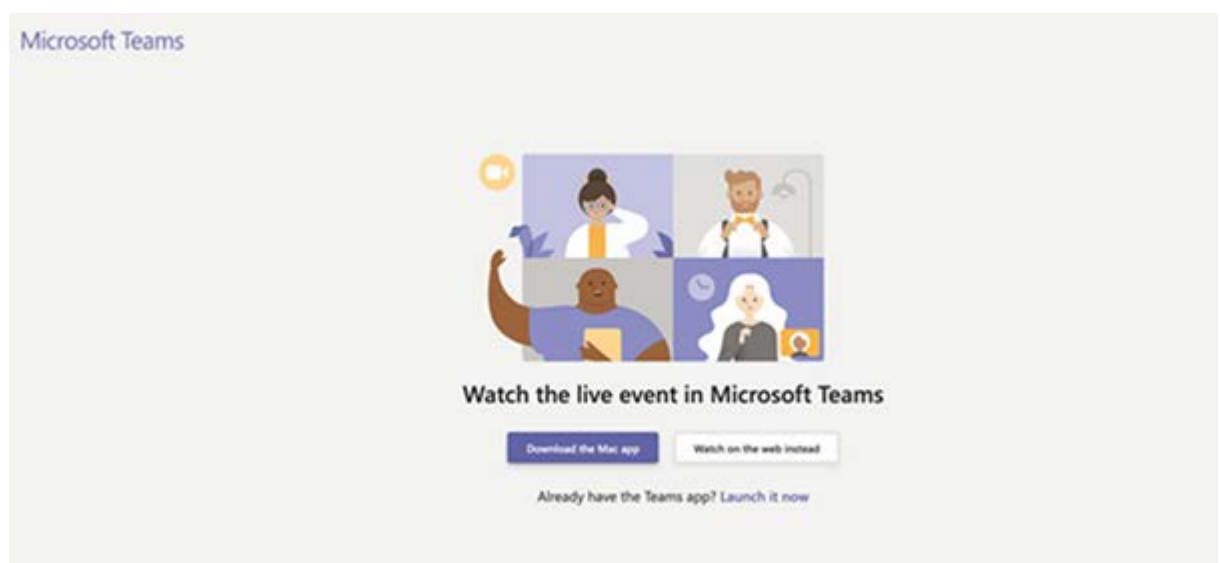 Microsoft Teams
Watch the live event in Microsoft Teams
Download the Mac app
Watch on the web instead
Already have the Teams app? Launch it now